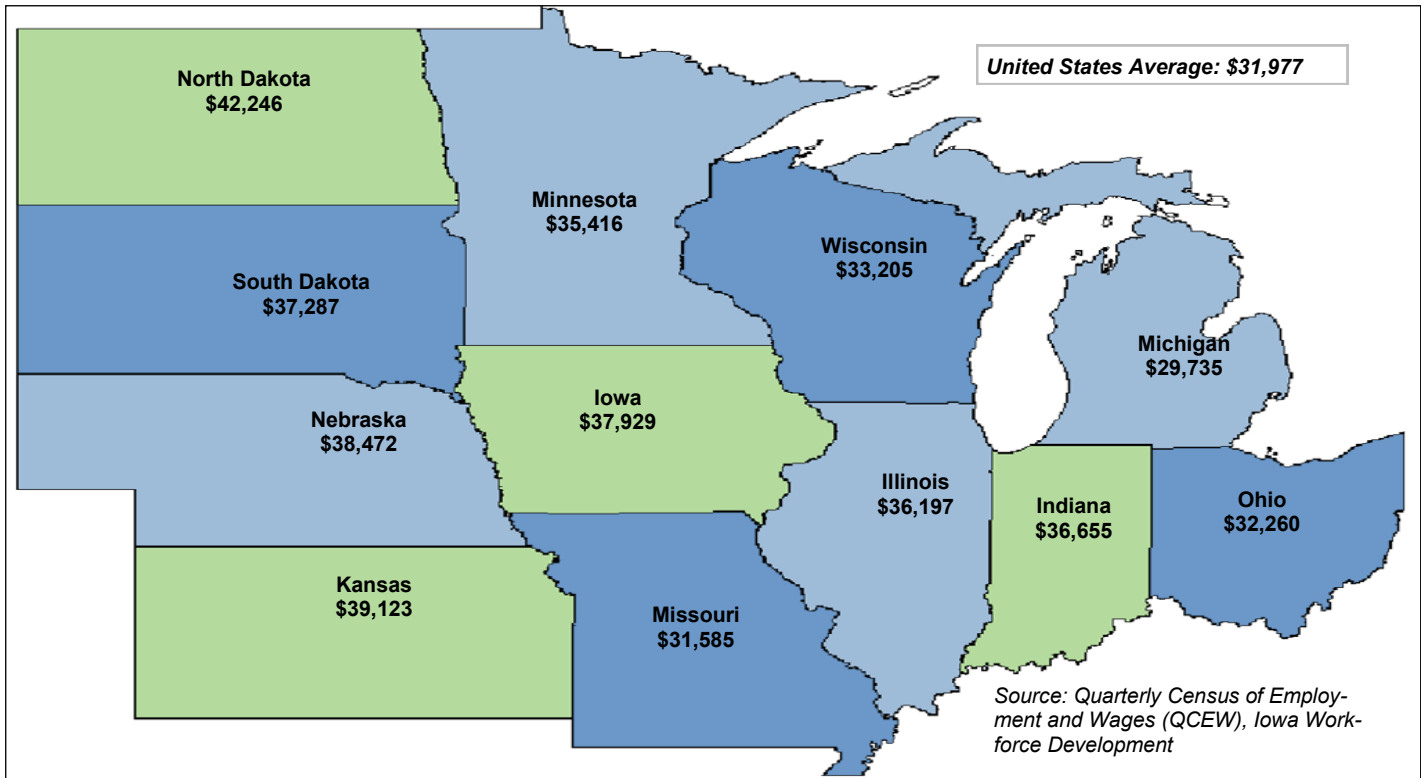 United States Average: $31,977
North Dakota
$42,246
Minnesota
$35,416
Wisconsin
$33,205
South Dakota
$37,287
Michigan
$29,735
Iowa
$37,929
Nebraska
$38,472
Illinois
$36,197
Indiana
$36,655
Ohio
$32,260
Kansas
$39,123
Missouri
$31,585
Source: Quarterly Census of Employ-
ment and Wages (QCEW), Iowa Work-
force Development